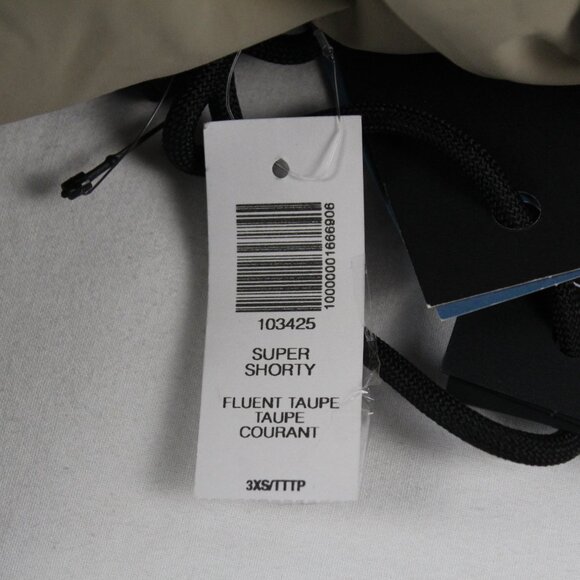 10000001666906
103425
SUPER
SHORTY
FLUENT TAUPE
TAUPE
COURANT
3XS/TTTP